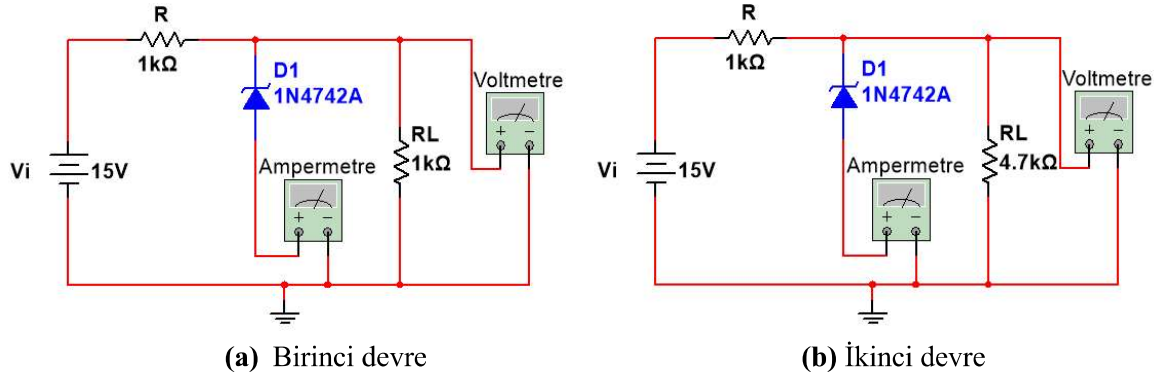 R
1kΩ
D1
1N4742A
Voltmetre
+ −
Ampermetre
+ −
RL
1kΩ
Vi
15V
(a) Birinci devre
R
1kΩ
D1
1N4742A
Voltmetre
+ −
Ampermetre
+ −
RL
4.7kΩ
Vi
15V
(b) İkinci devre